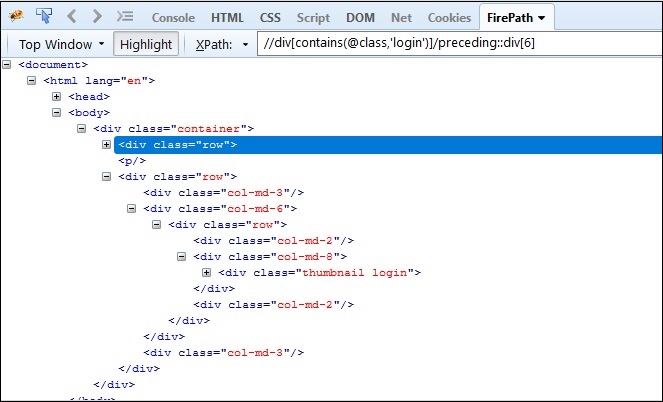 Console HTML CSS Script DOM Net Cookies FirePath
Top Window Highlight XPath: //div[contains(@class,'login')]/preceding::div[6]
<document>
<html lang="en">
<head>
<body>
<div class="container">
<div class="row">
<p/>
<div class="row">
<div class="col-md-3"/>
<div class="col-md-6">
<div class="row">
<div class="col-md-2"/>
<div class="col-md-8">
<div class="thumbnail login">
</div>
<div class="col-md-2"/>
</div>
</div>
<div class="col-md-3"/>
</div>
</div>
</body>